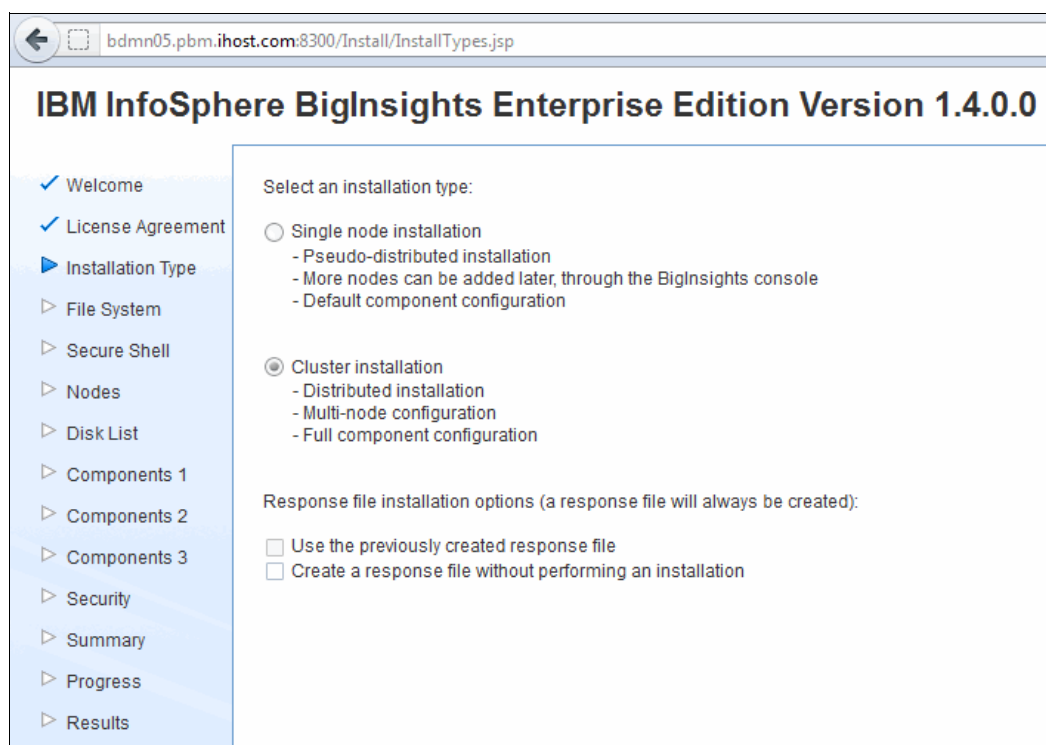 bdmn05.pbm.ihost.com:8300/Install/InstallTypes.jsp
IBM InfoSphere BigInsights Enterprise Edition Version 1.4.0.0
Welcome
License Agreement
Installation Type
File System
Secure Shell
Nodes
Disk List
Components 1
Components 2
Components 3
Security
Summary
Progress
Results
Select an installation type:
Single node installation
- Pseudo-distributed installation
- More nodes can be added later, through the BigInsights console
- Default component configuration
Cluster installation
- Distributed installation
- Multi-node configuration
- Full component configuration
Response file installation options (a response file will always be created):
Use the previously created response file
Create a response file without performing an installation